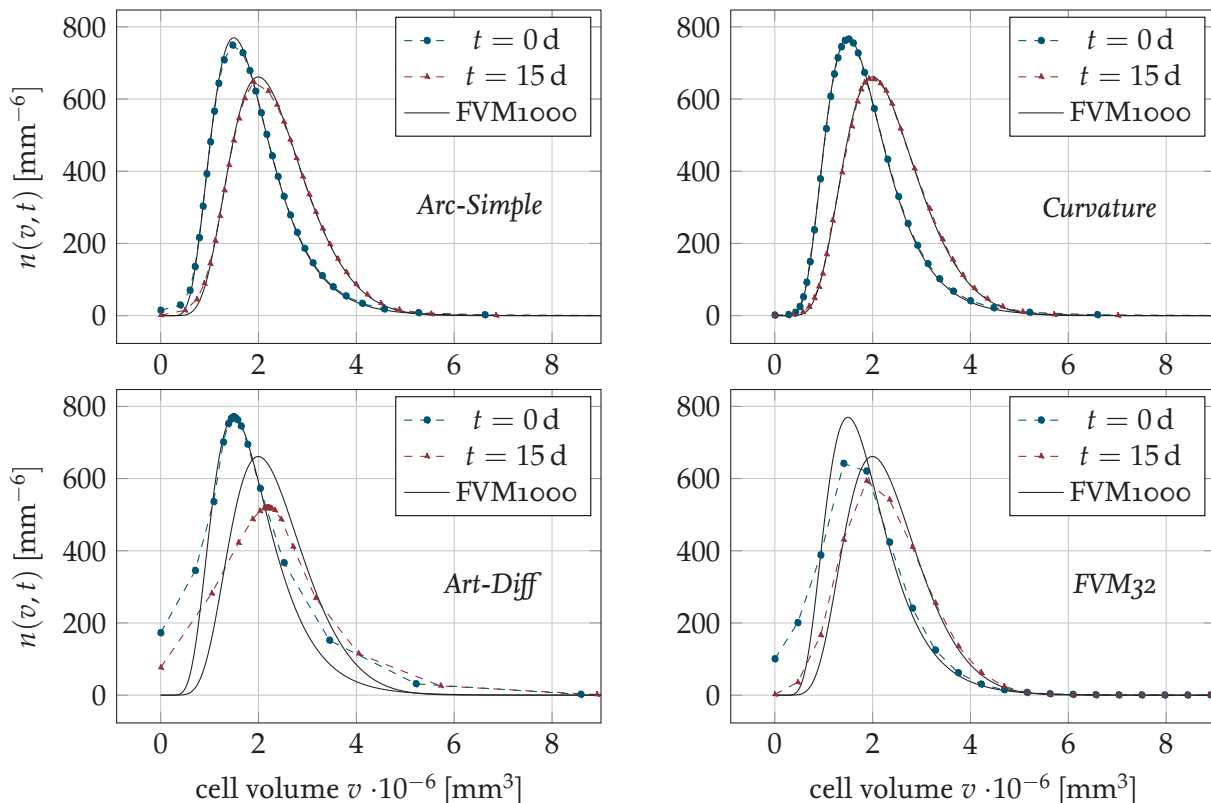 800
600
400
200
0
n(v, t) [mm⁻⁶]
t = 0 d
t = 15 d
FVM1000
Arc-Simple
0 2 4 6 8
800
600
400
200
0
t = 0 d
t = 15 d
FVM1000
Curvature
0 2 4 6 8
800
600
400
200
0
n(v, t) [mm⁻⁶]
t = 0 d
t = 15 d
FVM1000
Art-Diff
0 2 4 6 8
cell volume v ·10⁻⁶ [mm³]
800
600
400
200
0
t = 0 d
t = 15 d
FVM1000
FVM32
0 2 4 6 8
cell volume v ·10⁻⁶ [mm³]